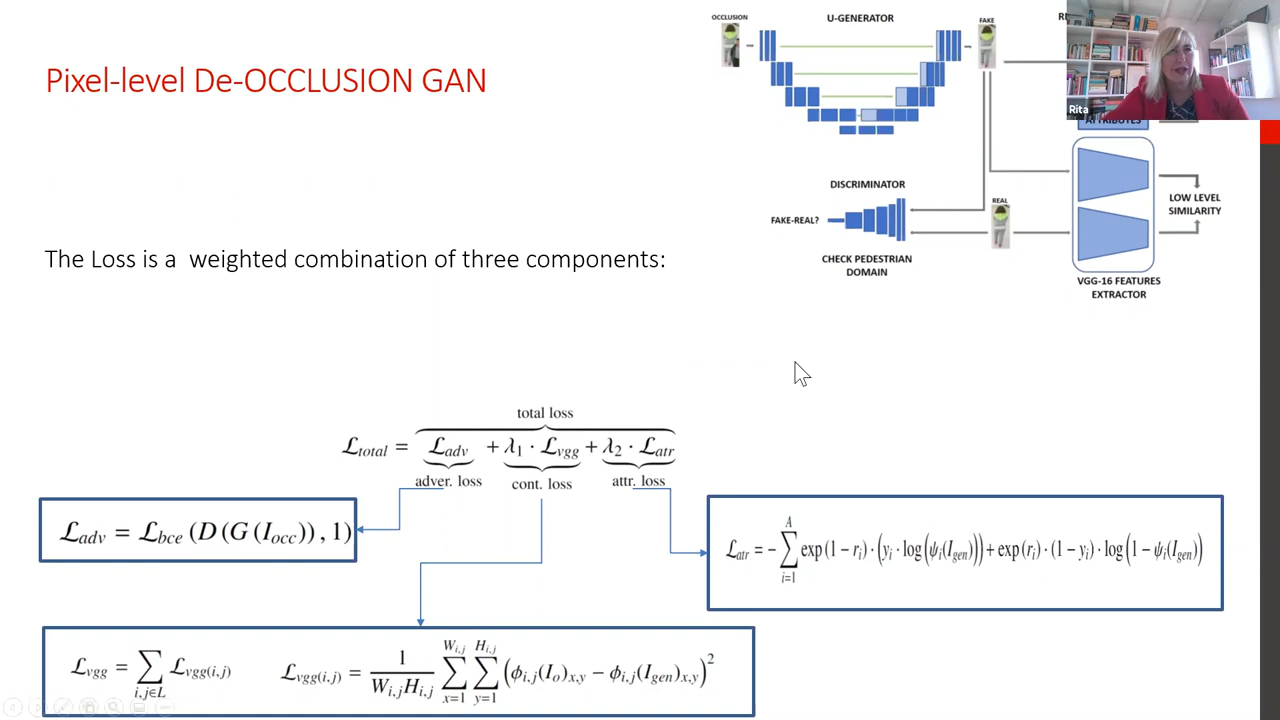 OCCLUSION
U-GENERATOR
FAKE
Pixel-level De-OCCLUSION GAN
Rita
ATTRIBUTES
DISCRIMINATOR
FAKE-REAL?
REAL
LOW LEVEL
SIMILARITY
CHECK PEDESTRIAN
DOMAIN
VGG-16 FEATURES
EXTRACTOR
The Loss is a weighted combination of three components:
total loss
ℒ_total = ℒ_adv + λ_1 · ℒ_vgg + λ_2 · ℒ_atr
adver. loss cont. loss attr. loss
ℒ_adv = ℒ_bce (D (G (I_occ)) , 1)
ℒ_atr = − ∑_{i=1}^{A} exp (1 − r_i) · (y_i · log(ψ_i(I_gen))) + exp (r_i) · (1 − y_i) · log(1 − ψ_i(I_gen))
ℒ_vgg = ∑_{i,j∈L} ℒ_vgg(i,j)
ℒ_vgg(i,j) = \frac{1}{W_{i,j}H_{i,j}} ∑_{x=1}^{W_{i,j}} ∑_{y=1}^{H_{i,j}} (ϕ_{i,j}(I_o)_{x,y} − ϕ_{i,j}(I_gen)_{x,y})^2